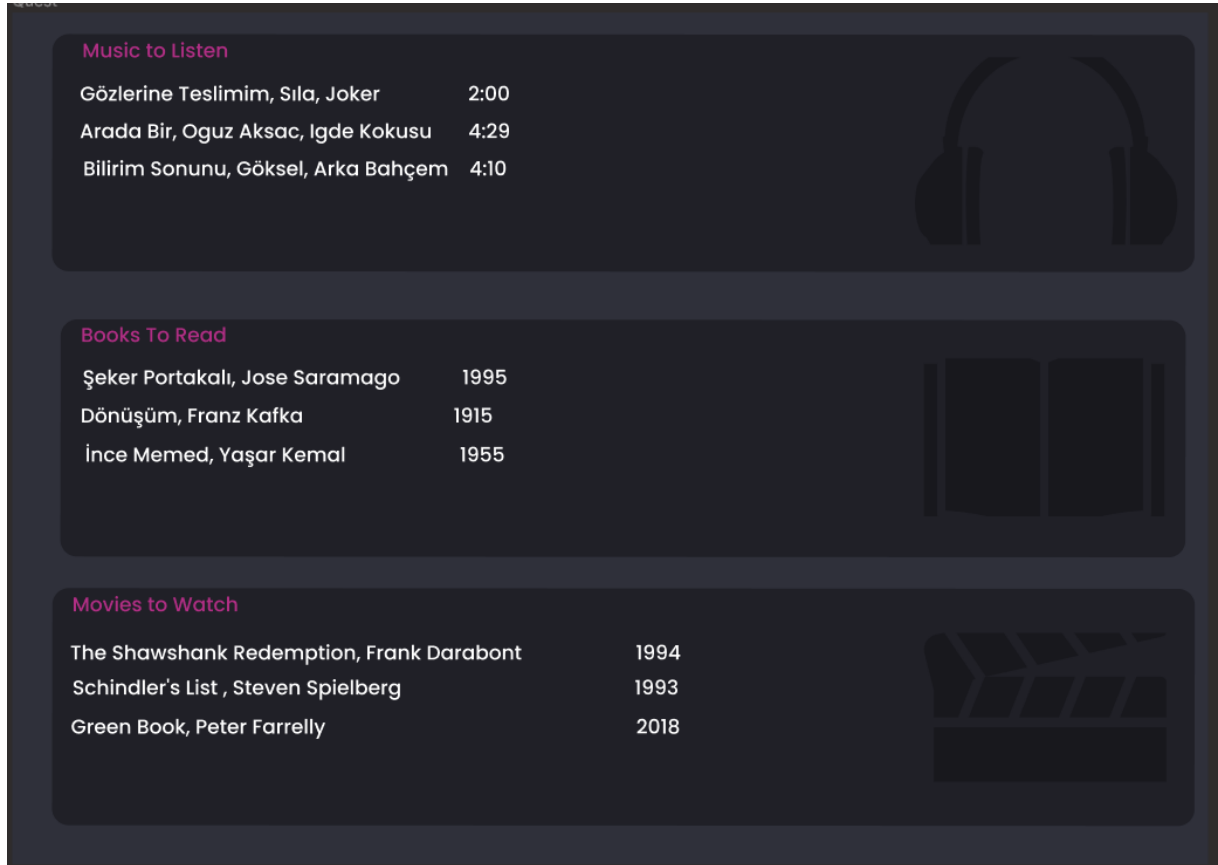 Quest
Music to Listen
Gözlerine Teslimim, Sıla, Joker 2:00
Arada Bir, Oguz Aksac, Igde Kokusu 4:29
Bilirim Sonunu, Göksel, Arka Bahçem 4:10
Books To Read
Şeker Portakalı, Jose Saramago 1995
Dönüşüm, Franz Kafka 1915
İnce Memed, Yaşar Kemal 1955
Movies to Watch
The Shawshank Redemption, Frank Darabont 1994
Schindler's List , Steven Spielberg 1993
Green Book, Peter Farrelly 2018